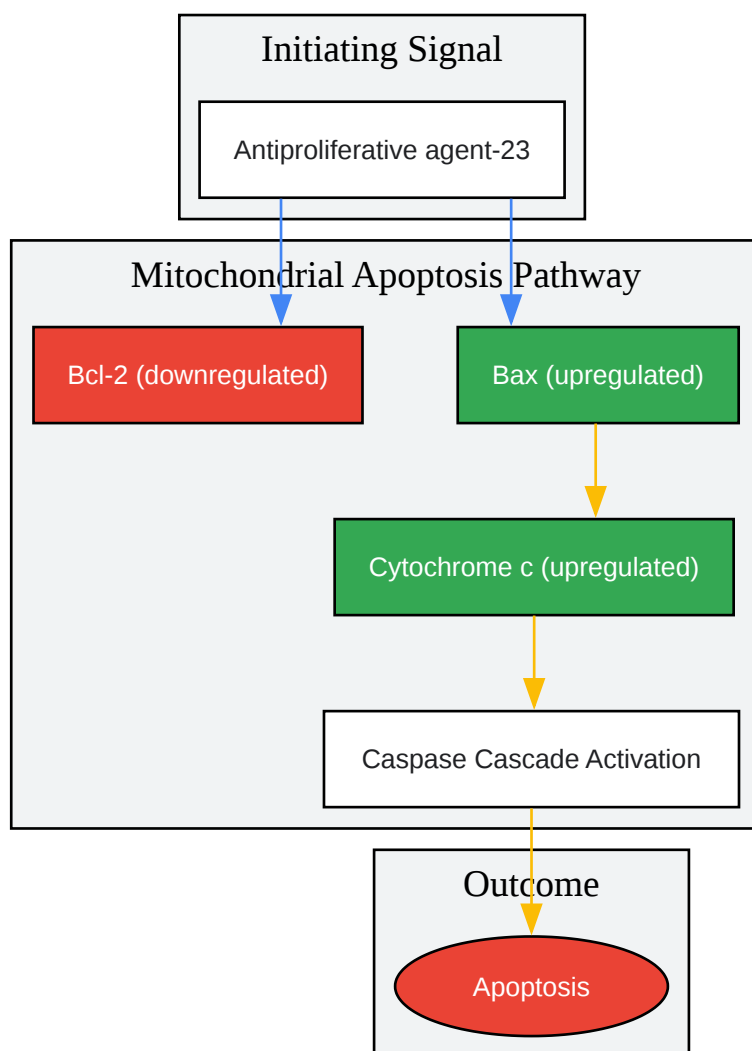 Initiating Signal
Antiproliferative agent-23
Mitochondrial Apoptosis Pathway
Bcl-2 (downregulated)
Bax (upregulated)
Cytochrome c (upregulated)
Caspase Cascade Activation
Outcome
Apoptosis